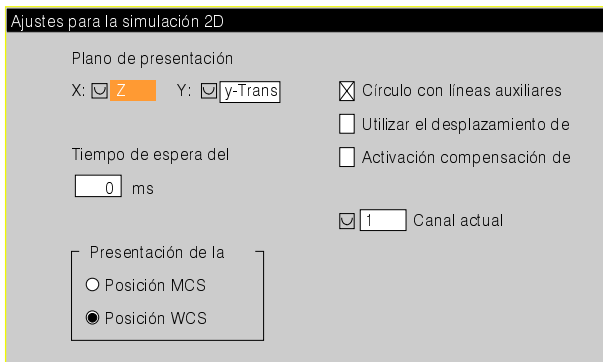 Ajustes para la simulación 2D
Plano de presentación
X: Z Y: y-Trans
Círculo con líneas auxiliares
Utilizar el desplazamiento de
Activación compensación de
Tiempo de espera del
0 ms
1 Canal actual
Presentación de la
Posición MCS
Posición WCS